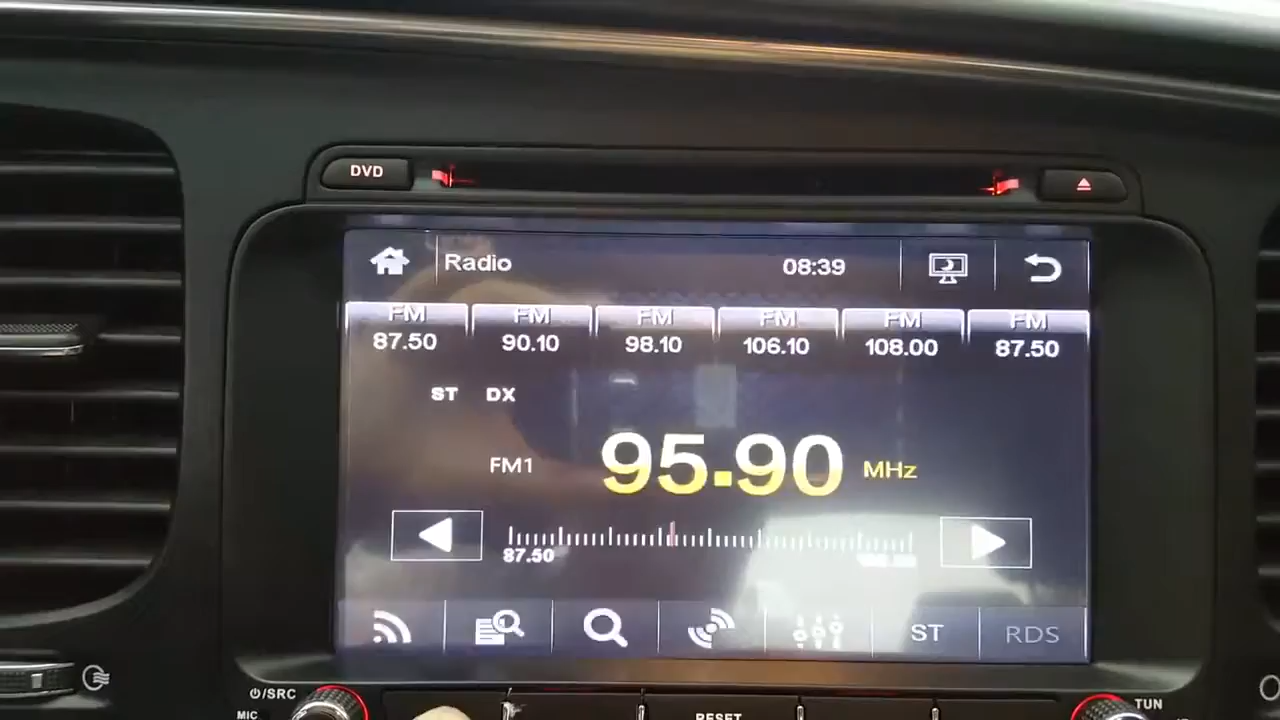 DVD
Radio 08:39
FM FM FM FM FM FM
87.50 90.10 98.10 106.10 108.00 87.50
ST DX
FM1 95.90 MHz
87.50
ST RDS
⏻/SRC TUN
MIC RESET